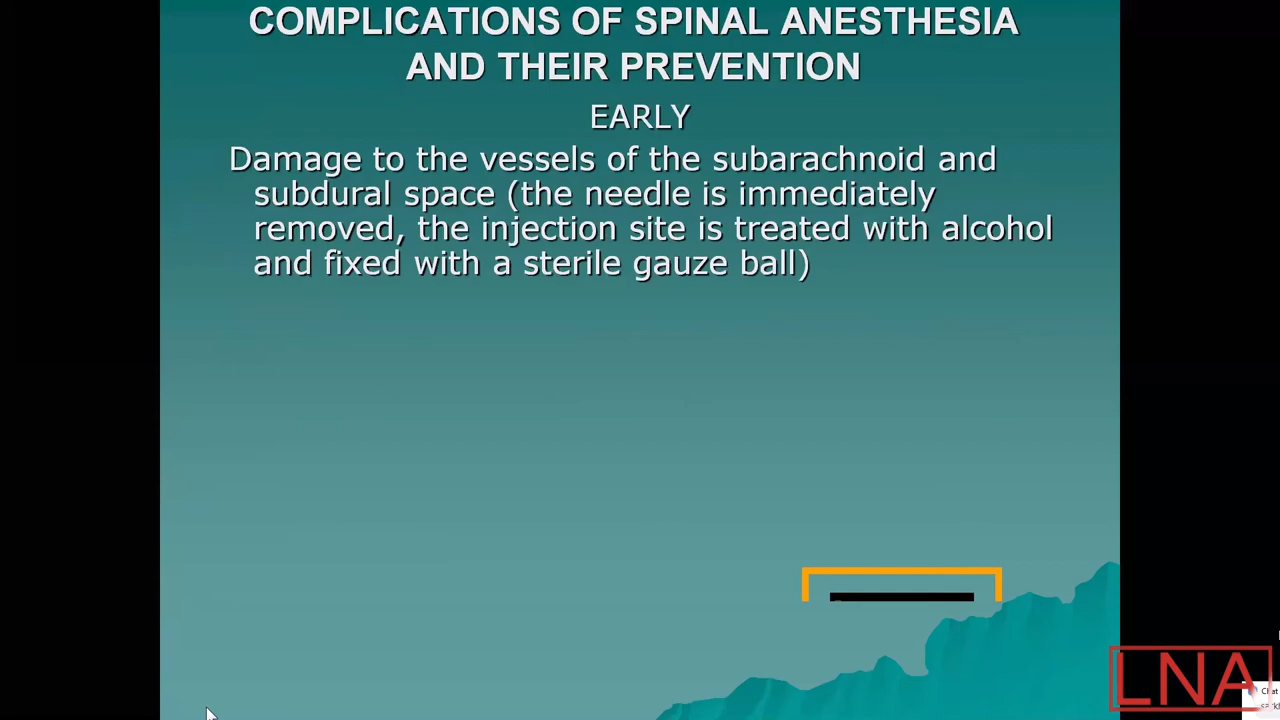 COMPLICATIONS OF SPINAL ANESTHESIA
AND THEIR PREVENTION
EARLY
Damage to the vessels of the subarachnoid and
subdural space (the needle is immediately
removed, the injection site is treated with alcohol
and fixed with a sterile gauze ball)
LNA
Chat